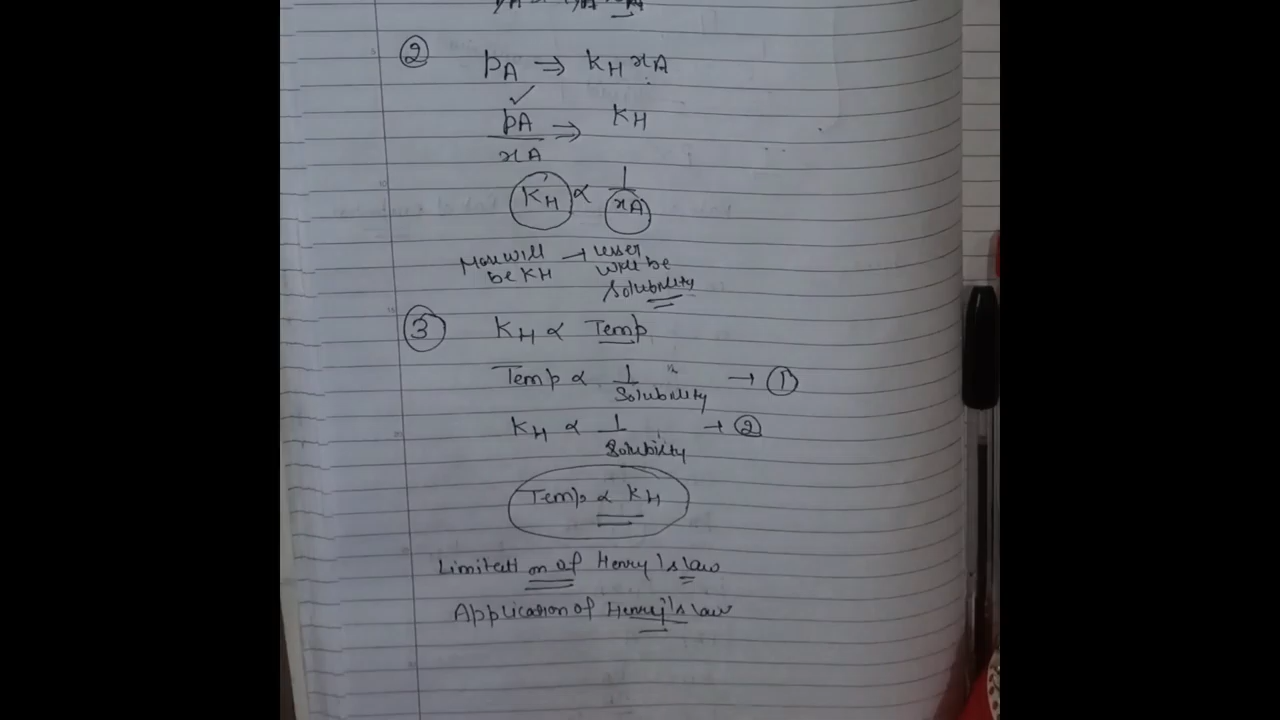 ②
pA ⇒ KH xA
✓
pA ⇒ KH
xA
KH ∝ 1
xA
More will → lesser
be KH will be
Solubility
③ KH ∝ Temp
Temp ∝ 1 → ①
Solubility
KH ∝ 1 → ②
Solubility
Temp ∝ KH
Limitation of Henry's law
Application of Henry's law